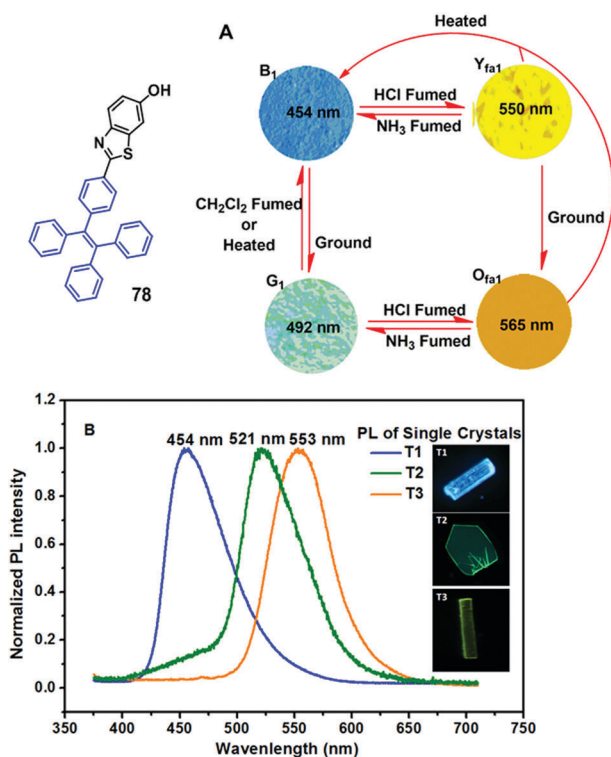 A
Heated
OH
N
S
78
B1
454 nm
HCl Fumed
NH3 Fumed
Yfa1
550 nm
CH2Cl2 Fumed
or
Heated
Ground
Ground
G1
492 nm
HCl Fumed
NH3 Fumed
Ofa1
565 nm
B
454 nm 521 nm 553 nm
PL of Single Crystals
T1
T2
T3
T1
T2
T3
Normalized PL intensity
1.2
1.0
0.8
0.6
0.4
0.2
0.0
350 400 450 500 550 600 650 700 750
Wavelength (nm)